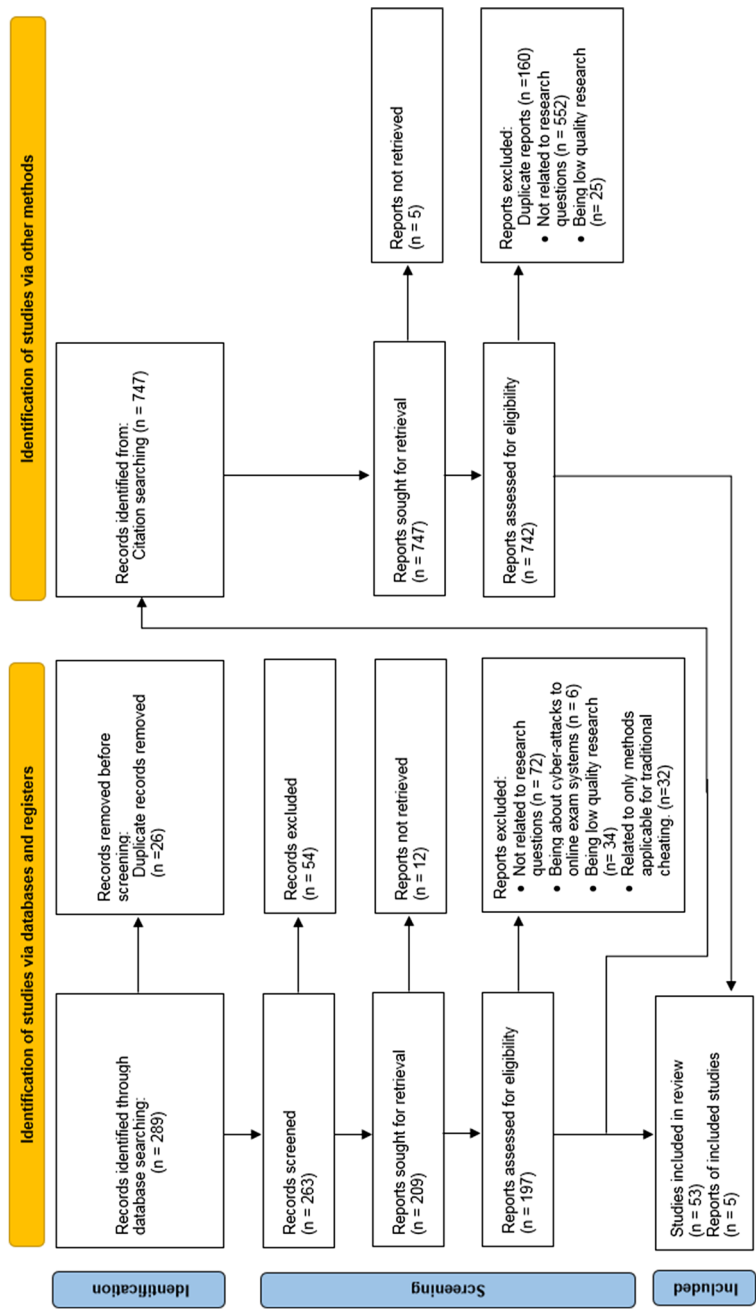 Identification of studies via databases and registers
Identification of studies via other methods
Identification
Records identified through
database searching:
(n = 289)
Records removed before
screening:
Duplicate records removed
(n =26)
Records identified from:
Citation searching (n = 747)
Screening
Records screened
(n = 263)
Records excluded
(n = 54)
Reports sought for retrieval
(n = 209)
Reports not retrieved
(n = 12)
Reports sought for retrieval
(n = 747)
Reports not retrieved
(n = 5)
Reports assessed for eligibility
(n = 197)
Reports excluded:
• Not related to research
questions (n = 72)
• Being about cyber-attacks to
online exam systems (n = 6)
• Being low quality research
(n= 34)
• Related to only methods
applicable for traditional
cheating. (n=32)
Reports assessed for eligibility
(n = 742)
Reports excluded:
Duplicate reports (n =160)
• Not related to research
questions (n = 552)
• Being low quality research
(n= 25)
Included
Studies included in review
(n = 53)
Reports of included studies
(n = 5)